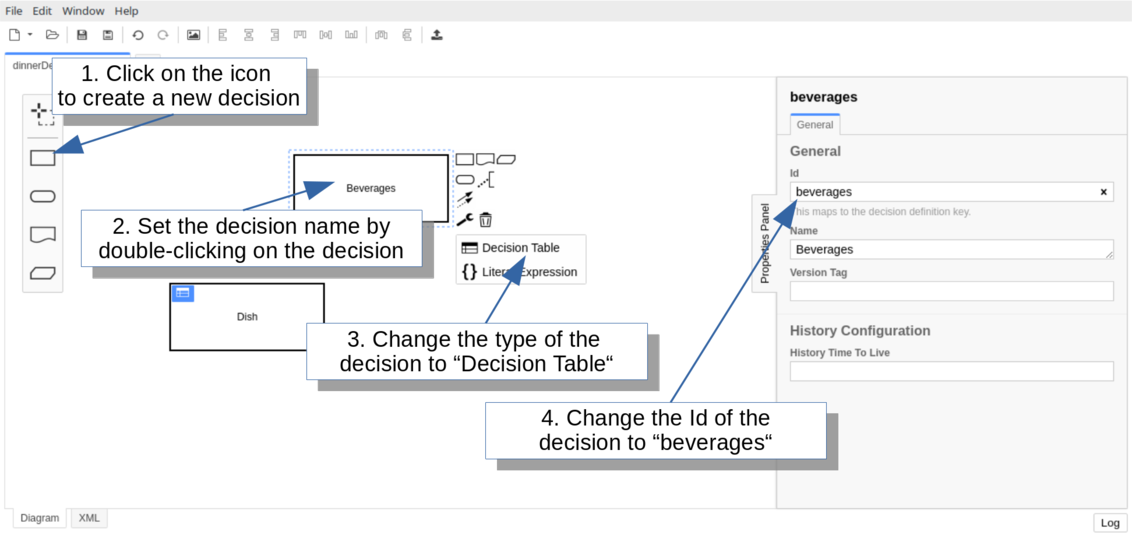 File Edit Window Help
dinnerDe
1. Click on the icon
to create a new decision
beverages
General
General
Id
beverages
This maps to the decision definition key.
Name
Beverages
Version Tag
History Configuration
History Time To Live
Properties Panel
Beverages
2. Set the decision name by
double-clicking on the decision
Decision Table
{} Literal Expression
Dish
3. Change the type of the
decision to “Decision Table“
4. Change the Id of the
decision to “beverages“
Diagram XML
Log